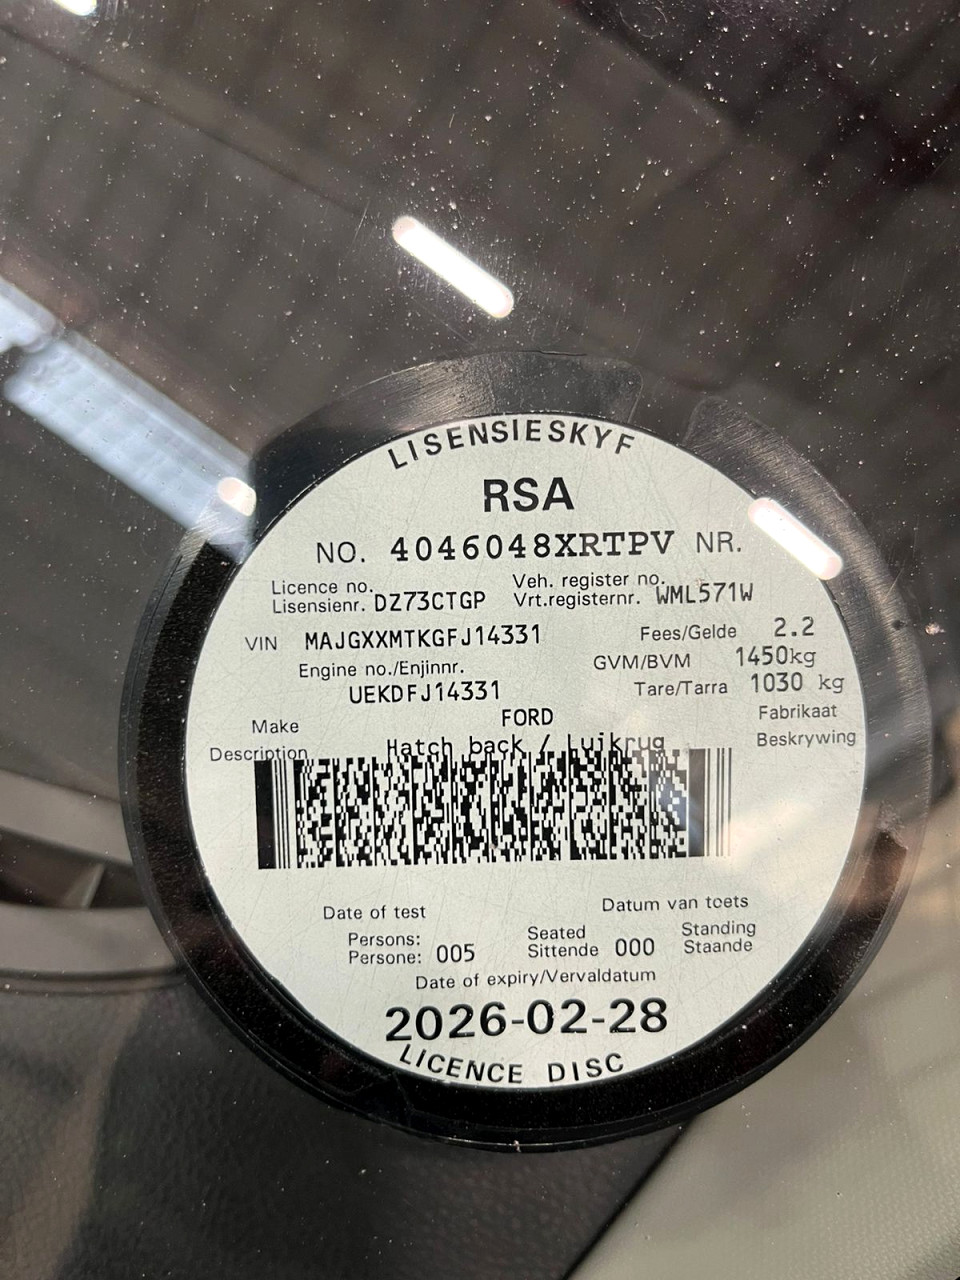 LISENSIESKYF
RSA
NO. 4046048XRTPV NR.
Licence no. Veh. register no.
Lisensienr. DZ73CTGP Vrt.registernr. WML571W
VIN MAJGXXMTKGFJ14331 Fees/Gelde 2.2
Engine no./Enjinnr. GVM/BVM 1450kg
UEKDFJ14331 Tare/Tarra 1030 kg
Make FORD Fabrikaat
Description Hatch back / Luikrug Beskrywing
Date of test Datum van toets
Persons: Seated Standing
Persone: 005 Sittende 000 Staande
Date of expiry/Vervaldatum
2026-02-28
LICENCE DISC